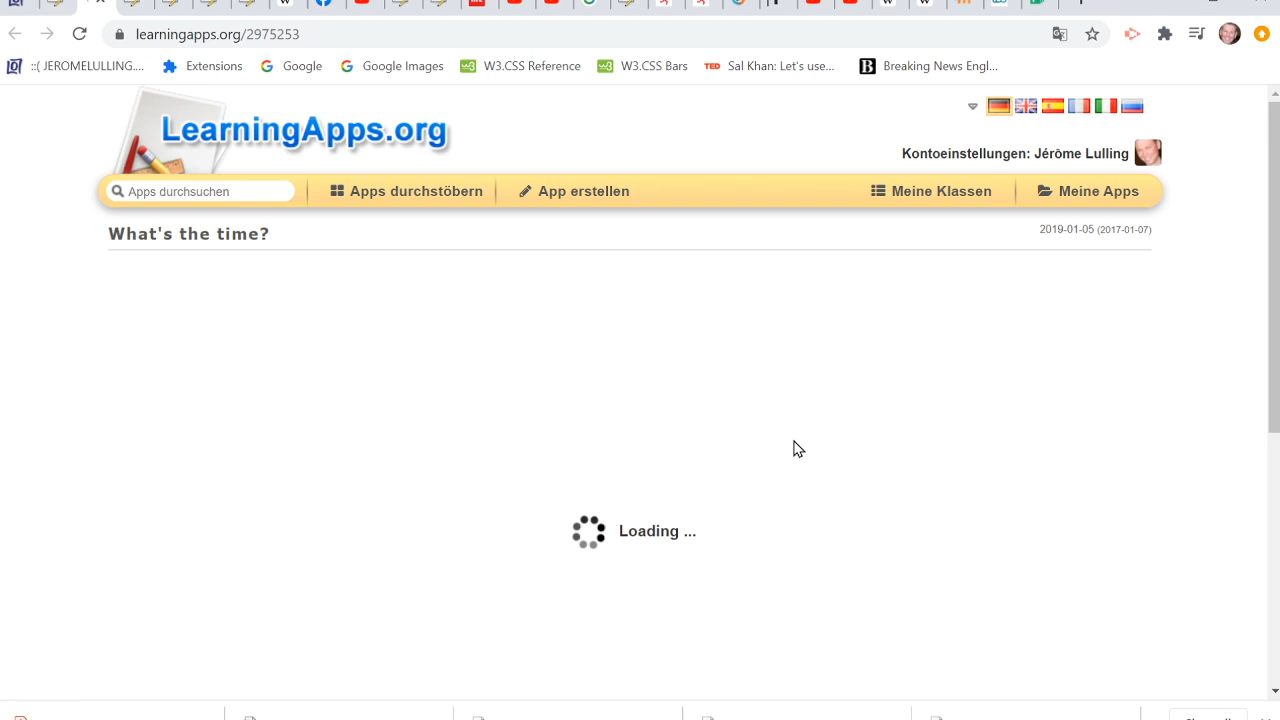 learningapps.org/2975253
::( JEROMELULLING.... Extensions Google Google Images W3.CSS Reference W3.CSS Bars TED Sal Khan: Let's use... B Breaking News Engl...
LearningApps.org
Kontoeinstellungen: Jérôme Lulling
Apps durchsuchen Apps durchstöbern App erstellen Meine Klassen Meine Apps
What's the time? 2019-01-05 (2017-01-07)
Loading ...